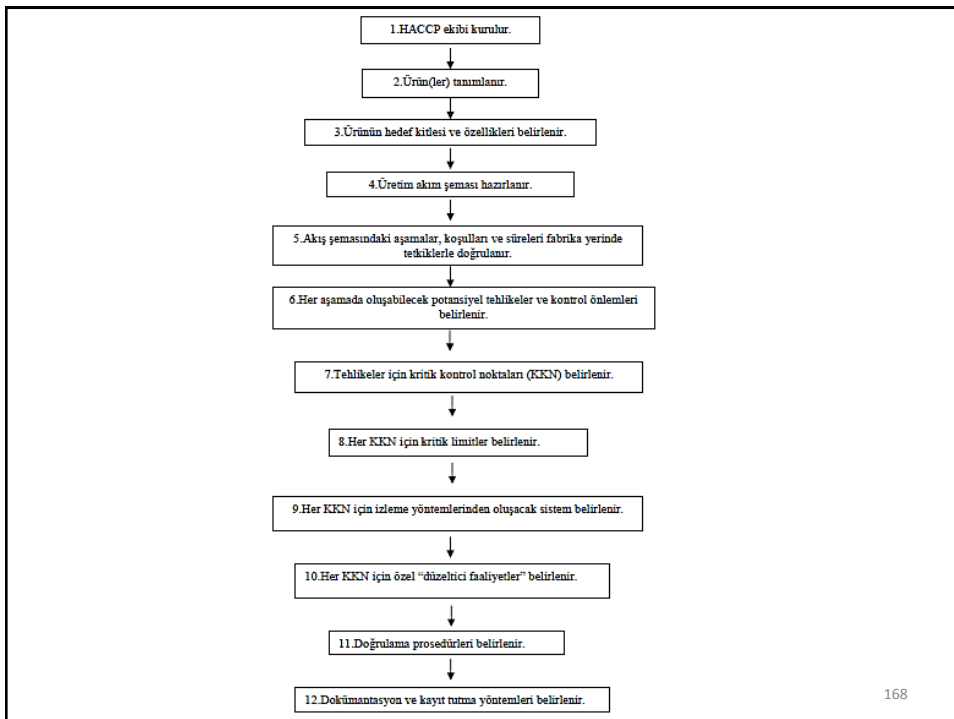 1.HACCP ekibi kurulur.
2.Ürün(ler) tanımlanır.
3.Ürünün hedef kitlesi ve özellikleri belirlenir.
4.Üretim akım şeması hazırlanır.
5.Akış şemasındaki aşamalar, koşulları ve süreleri fabrika yerinde
tetkiklerle doğrulanır.
6.Her aşamada oluşabilecek potansiyel tehlikeler ve kontrol önlemleri
belirlenir.
7.Tehlikeler için kritik kontrol noktaları (KKN) belirlenir.
8.Her KKN için kritik limitler belirlenir.
9.Her KKN için izleme yöntemlerinden oluşacak sistem belirlenir.
10.Her KKN için özel “düzeltici faaliyetler” belirlenir.
11.Doğrulama prosedürleri belirlenir.
12.Dokümantasyon ve kayıt tutma yöntemleri belirlenir.
168